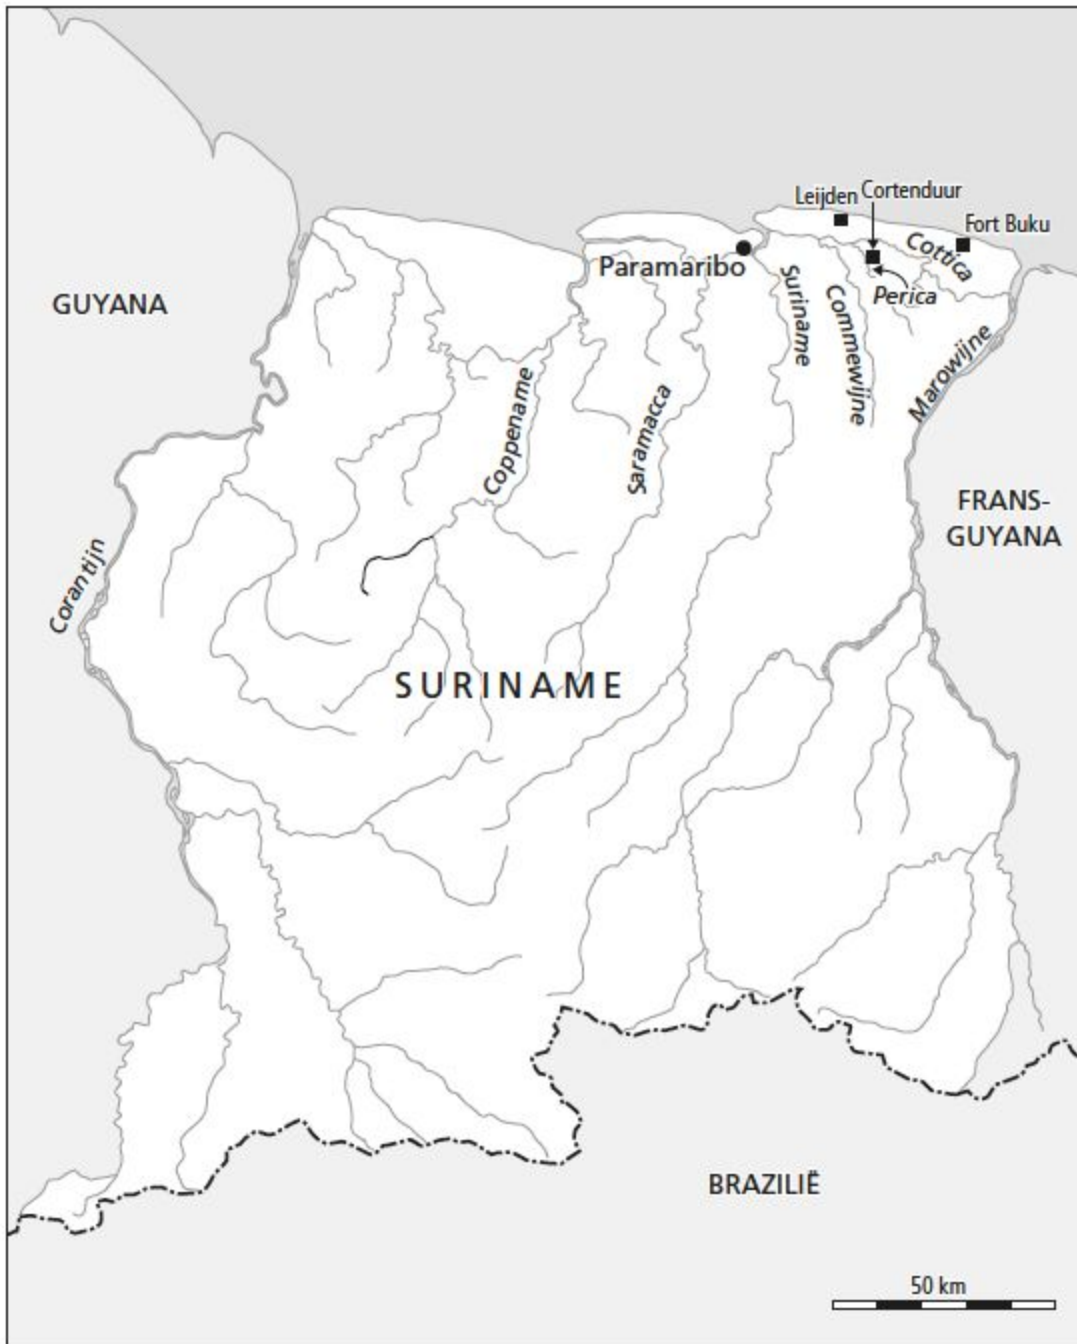 Leijden
Cortenduur
Fort Buku
Cottica
Paramaribo
Perica
Suriname
Commewijne
GUYANA
Marowijne
Coppename
Saramacca
FRANS-
GUYANA
Corantijn
SURINAME
BRAZILIË
50 km